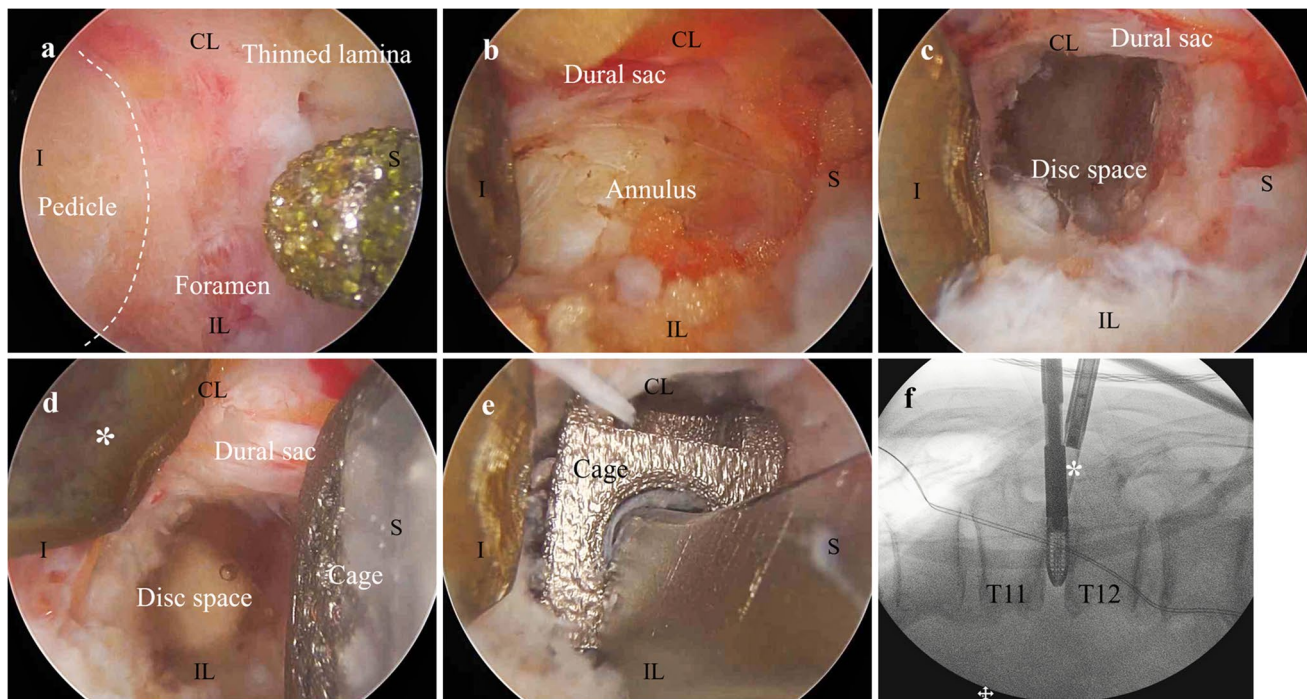 a
CL
Thinned lamina
I
S
Pedicle
Foramen
IL
b
CL
Dural sac
I
S
Annulus
IL
c
CL
Dural sac
Disc space
I
S
IL
d
CL
*
Dural sac
S
I
Cage
Disc space
IL
e
CL
Cage
I
S
IL
f
*
T11 T12